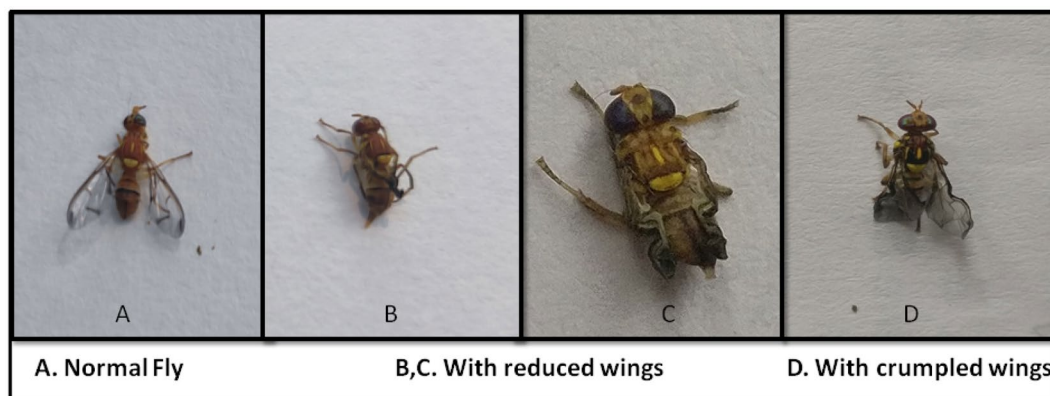 A
B
C
D
A. Normal Fly
B,C. With reduced wings
D. With crumpled wings